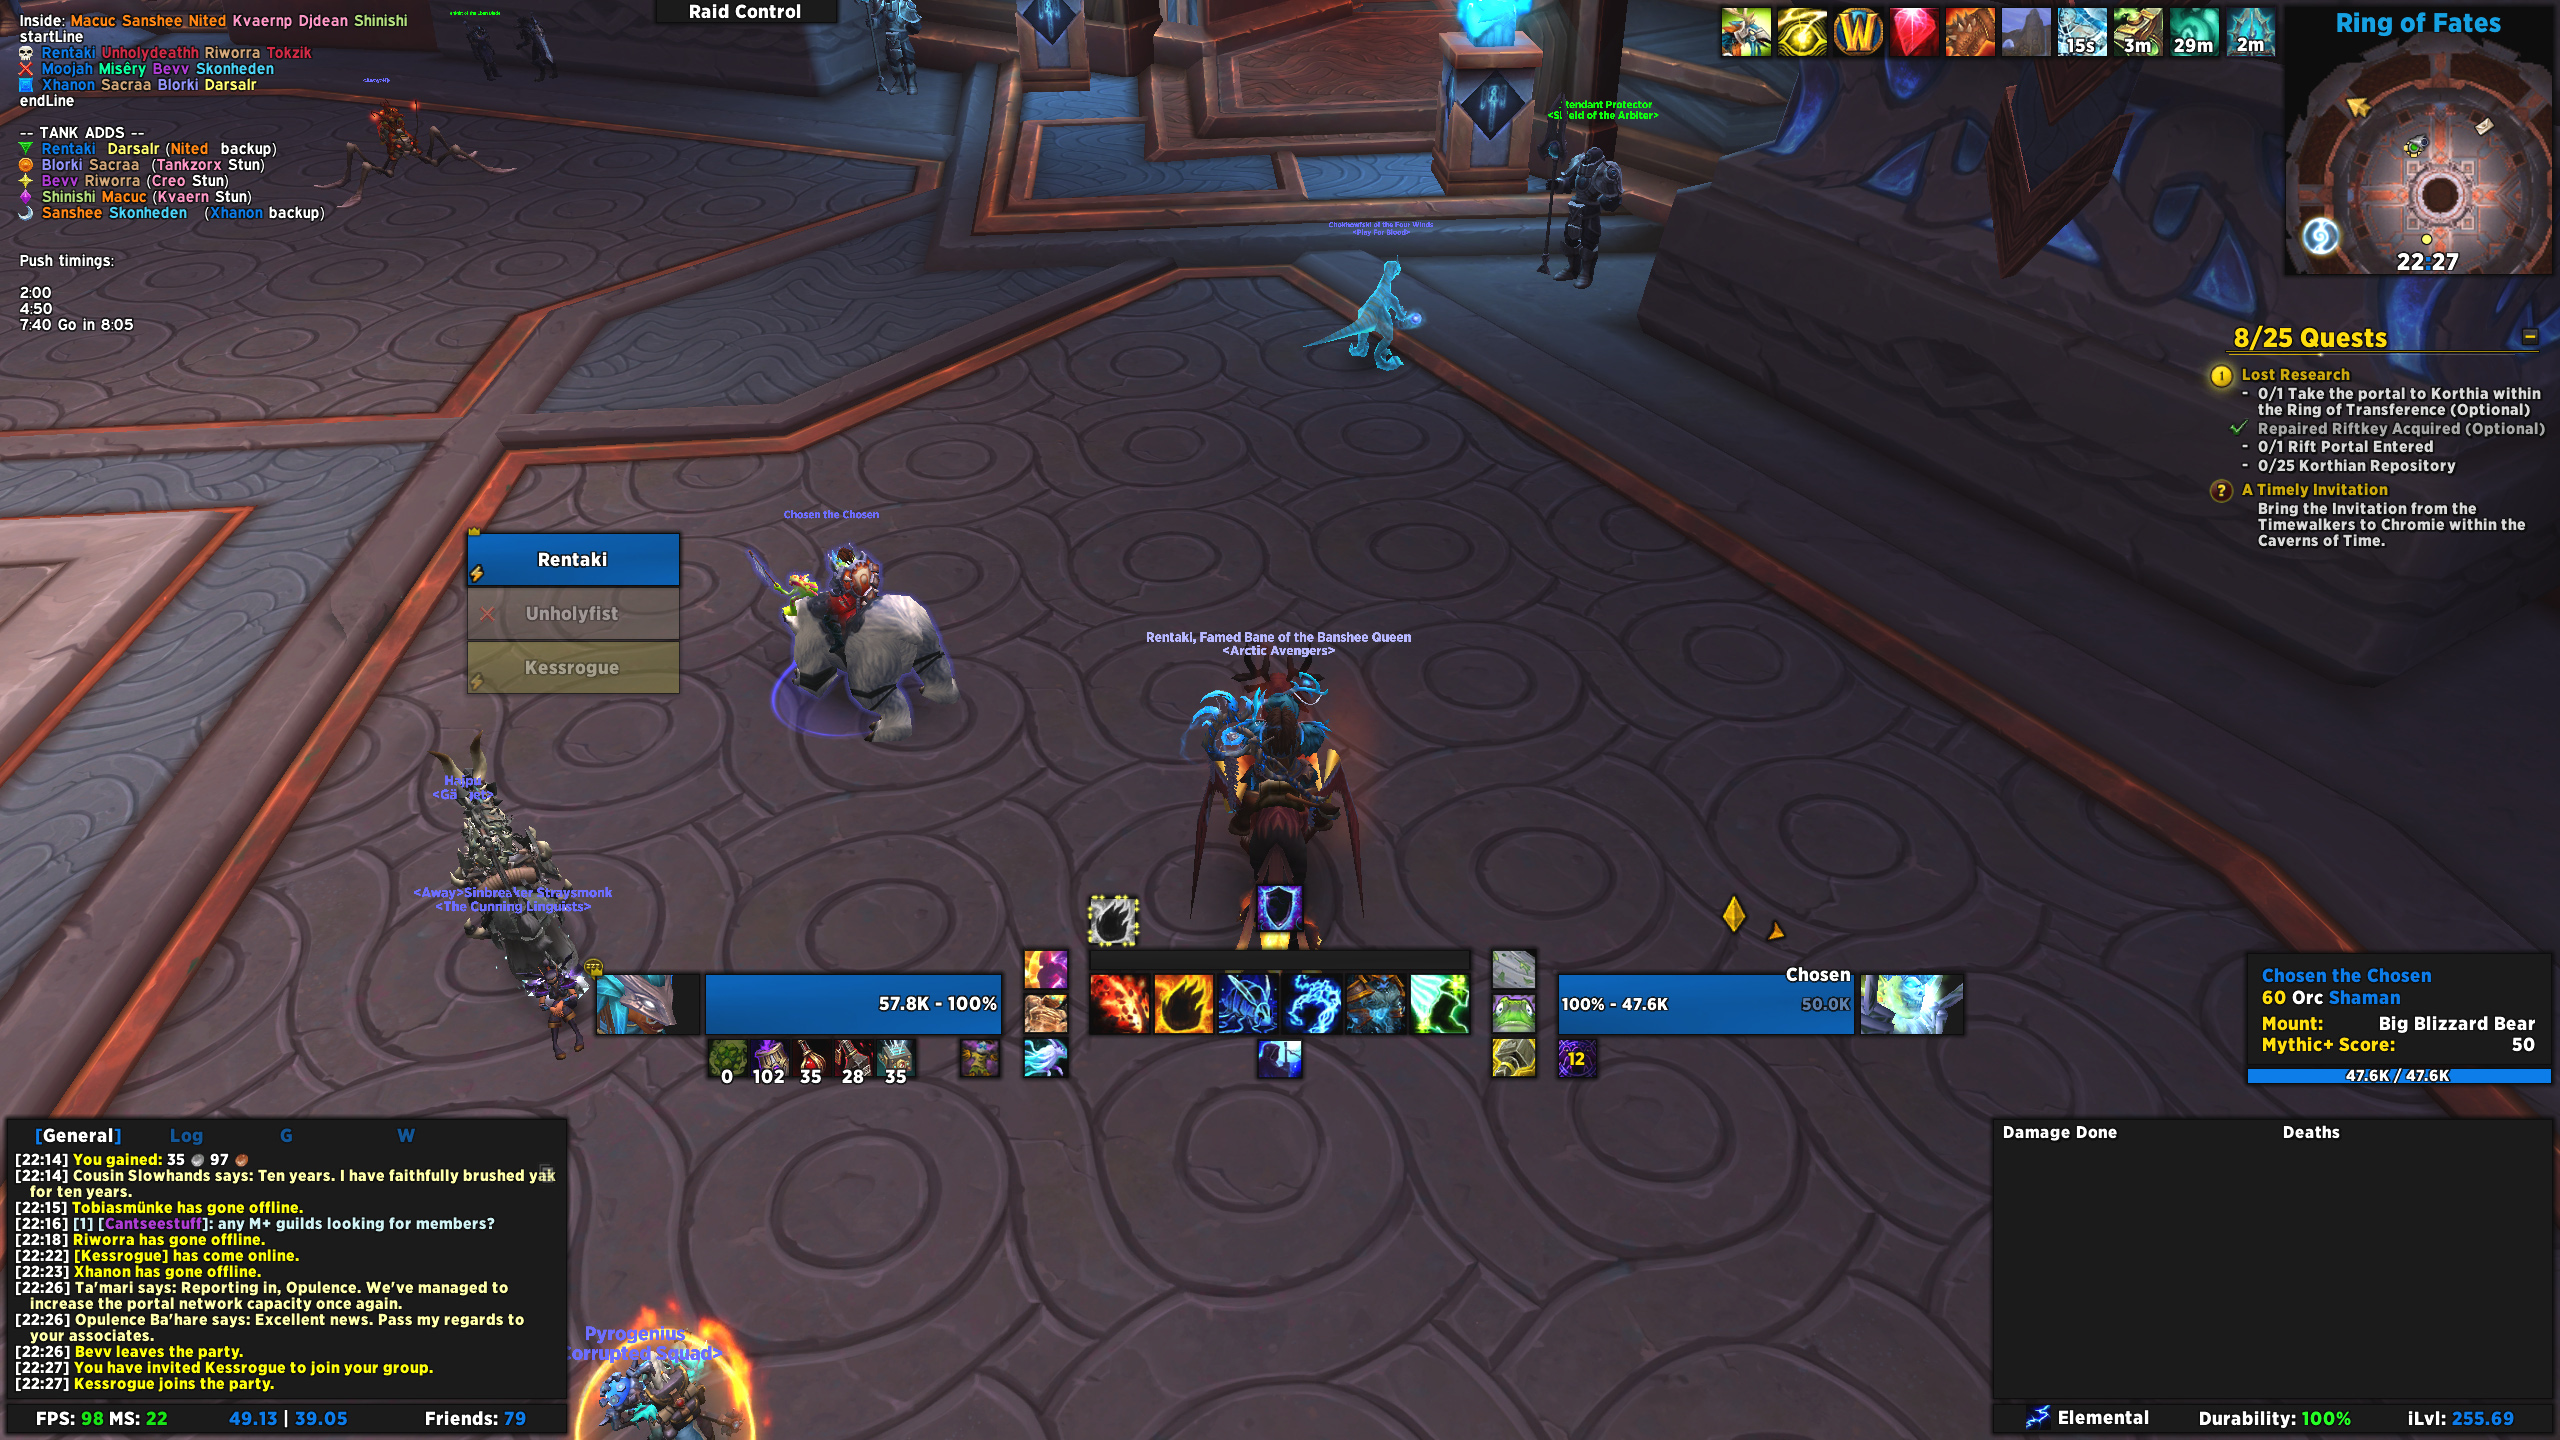 Inside: Macuc Sanshee Nited Kvaernp Djdean Shinishi
startLine
Rentaki Unholydeathh Riworra Tokzik
Moojah Misêry Bevv Skonheden
Xhanon Sacraa Blorki Darsalr
endLine
-- TANK ADDS --
Rentaki Darsalr (Nited backup)
Blorki Sacraa (Tankzorx Stun)
Bevv Riworra (Creo Stun)
Shinishi Macuc (Kvaern Stun)
Sanshee Skonheden (Xhanon backup)
Push timings:
2:00
4:50
7:40 Go in 8:05
Raid Control
15s
3m
29m
2m
Ring of Fates
22:27
tendant Protector
8/25 Quests
1 Lost Research
- 0/1 Take the portal to Korthia within
the Ring of Transference (Optional)
Repaired Riftkey Acquired (Optional)
- 0/1 Rift Portal Entered
- 0/25 Korthian Repository
? A Timely Invitation
Bring the Invitation from the
Timewalkers to Chromie within the
Caverns of Time.
<Play For Blood>
Chosen the Chosen
Rentaki
Unholyfist
Kessrogue
Rentaki, Famed Bane of the Banshee Queen
<Arctic Avengers>
Haipu
<Away>Sinbreaker Straysmonk
<The Cunning Linguists>
57.8K - 100%
0
102
35
28
35
Chosen
100% - 47.6K
50.0K
12
Chosen the Chosen
60 Orc Shaman
Mount: Big Blizzard Bear
Mythic+ Score: 50
47.6K / 47.6K
[General] Log G W
[22:14] You gained: 35 97
[22:14] Cousin Slowhands says: Ten years. I have faithfully brushed yak
for ten years.
[22:15] Tobiasmünke has gone offline.
[22:16] [1] [Cantseestuff]: any M+ guilds looking for members?
[22:18] Riworra has gone offline.
[22:22] [Kessrogue] has come online.
[22:23] Xhanon has gone offline.
[22:26] Ta'mari says: Reporting in, Opulence. We've managed to
increase the portal network capacity once again.
[22:26] Opulence Ba'hare says: Excellent news. Pass my regards to
your associates.
[22:26] Bevv leaves the party.
[22:27] You have invited Kessrogue to join your group.
[22:27] Kessrogue joins the party.
Pyrogenius
Corrupted Squad>
FPS: 98 MS: 22
49.13 | 39.05
Friends: 79
Damage Done
Deaths
Elemental
Durability: 100%
iLvl: 255.69